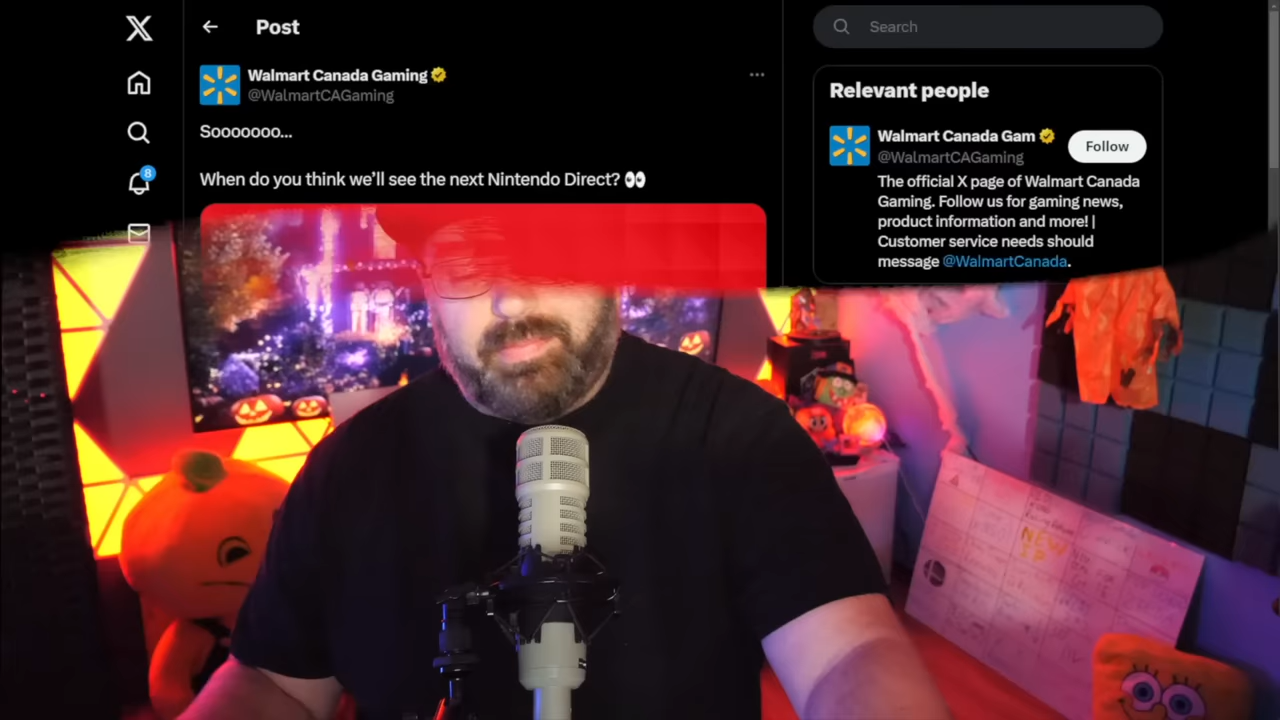 Post
Search
Walmart Canada Gaming
@WalmartCAGaming
Sooooooo...
When do you think we'll see the next Nintendo Direct? 👀
8
Relevant people
Walmart Canada Gam
@WalmartCAGaming
Follow
The official X page of Walmart Canada
Gaming. Follow us for gaming news,
product information and more! |
Customer service needs should
message @WalmartCanada.
NEW